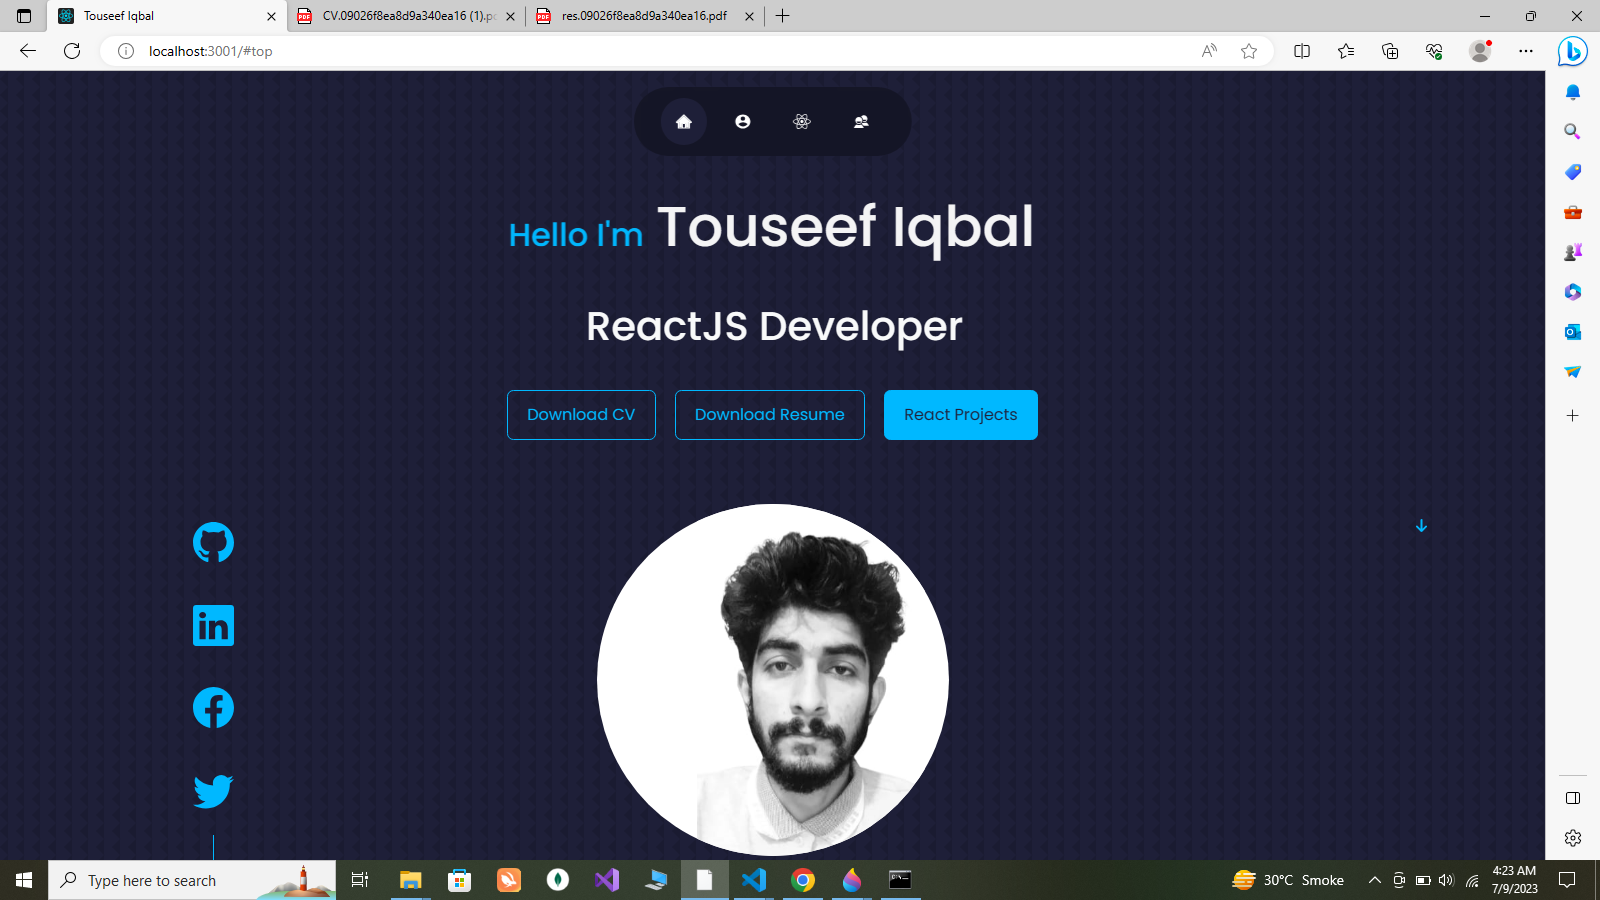 Touseef Iqbal
CV.09026f8ea8d9a340ea16 (1).pc
res.09026f8ea8d9a340ea16.pdf
localhost:3001/#top
Hello I'm Touseef Iqbal
ReactJS Developer
Download CV
Download Resume
React Projects
Type here to search
30°C Smoke
4:23 AM
7/9/2023